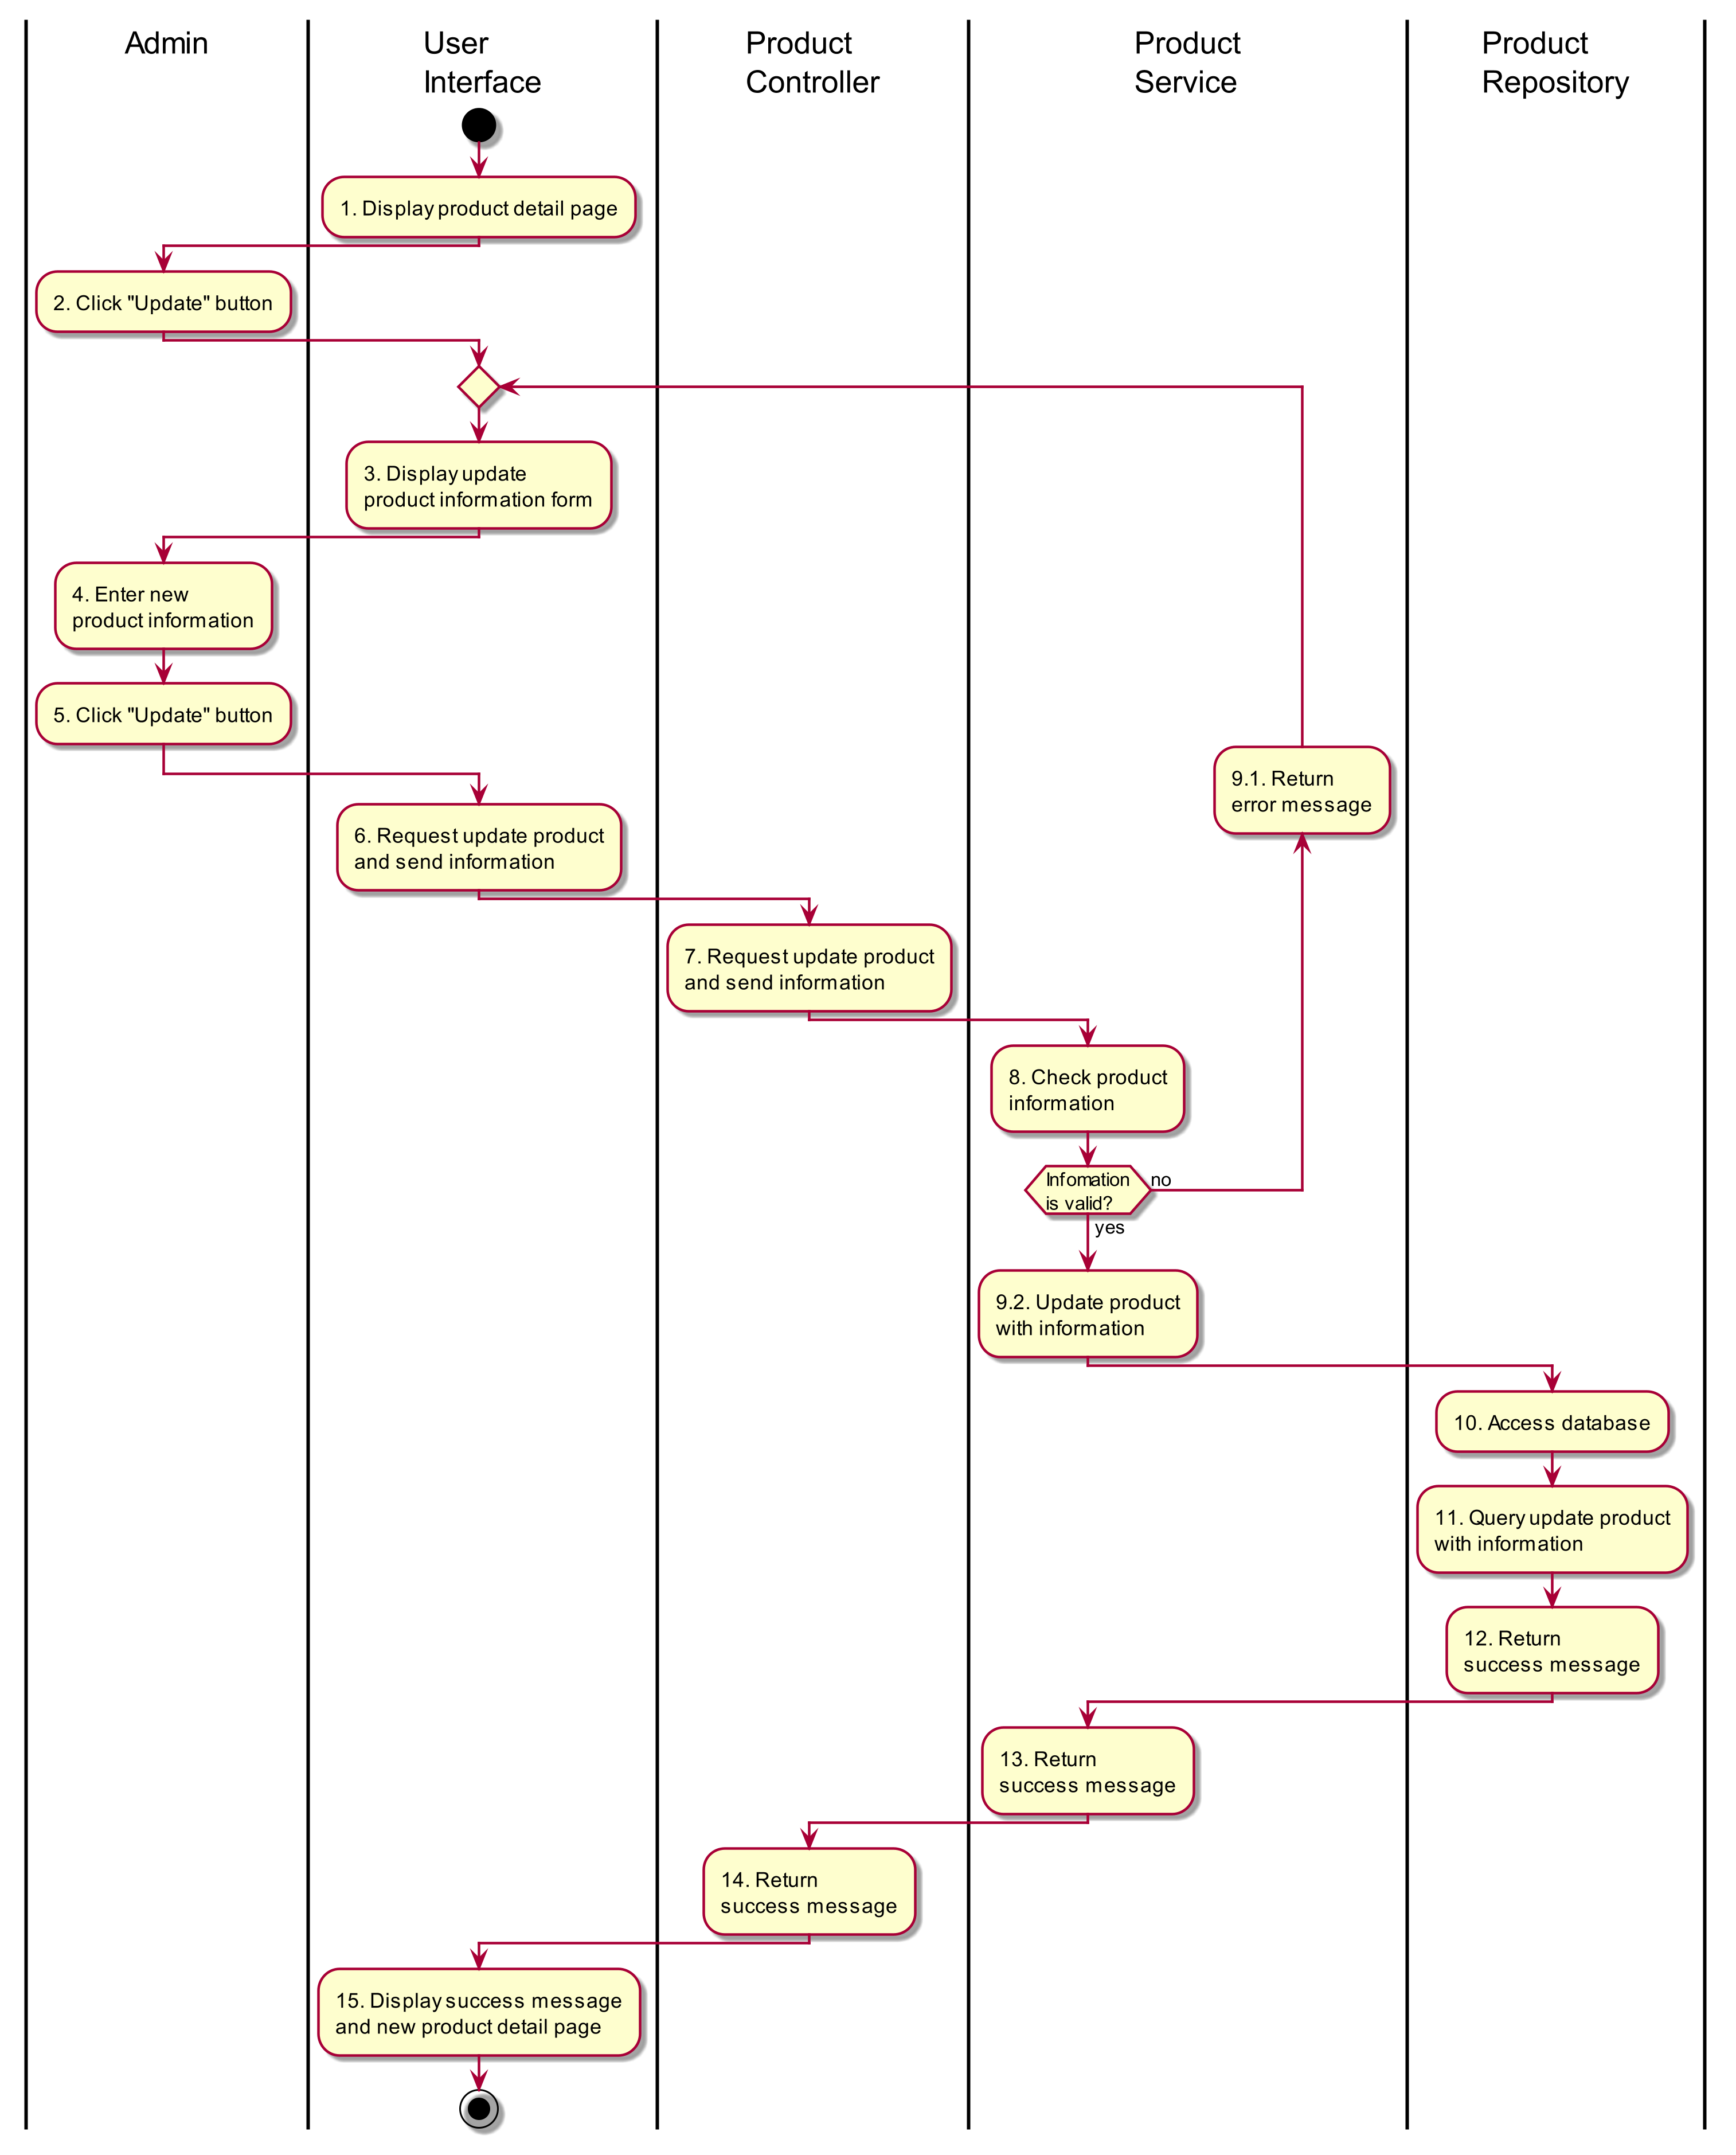 Admin
User
Interface
Product
Controller
Product
Service
Product
Repository
1. Display product detail page
2. Click "Update" button
3. Display update
product information form
4. Enter new
product information
5. Click "Update" button
9.1. Return
error message
6. Request update product
and send information
7. Request update product
and send information
8. Check product
information
Infomation
is valid?
no
yes
9.2. Update product
with information
10. Access database
11. Query update product
with information
12. Return
success message
13. Return
success message
14. Return
success message
15. Display success message
and new product detail page